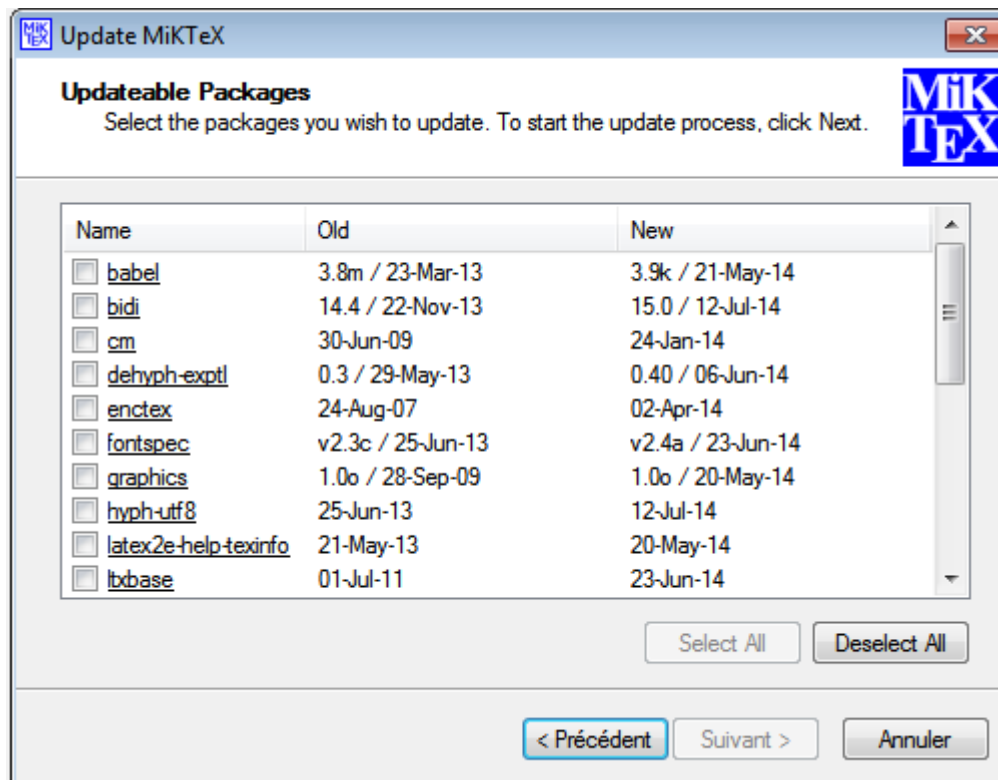 MiK
TEX
Update MiKTeX
Updateable Packages
Select the packages you wish to update. To start the update process, click Next.
MiK
TEX
Name Old New
babel 3.8m / 23-Mar-13 3.9k / 21-May-14
bidi 14.4 / 22-Nov-13 15.0 / 12-Jul-14
cm 30-Jun-09 24-Jan-14
dehyph-exptl 0.3 / 29-May-13 0.40 / 06-Jun-14
enctex 24-Aug-07 02-Apr-14
fontspec v2.3c / 25-Jun-13 v2.4a / 23-Jun-14
graphics 1.0o / 28-Sep-09 1.0o / 20-May-14
hyph-utf8 25-Jun-13 12-Jul-14
latex2e-help-texinfo 21-May-13 20-May-14
ltxbase 01-Jul-11 23-Jun-14
Select All Deselect All
< Précédent Suivant > Annuler